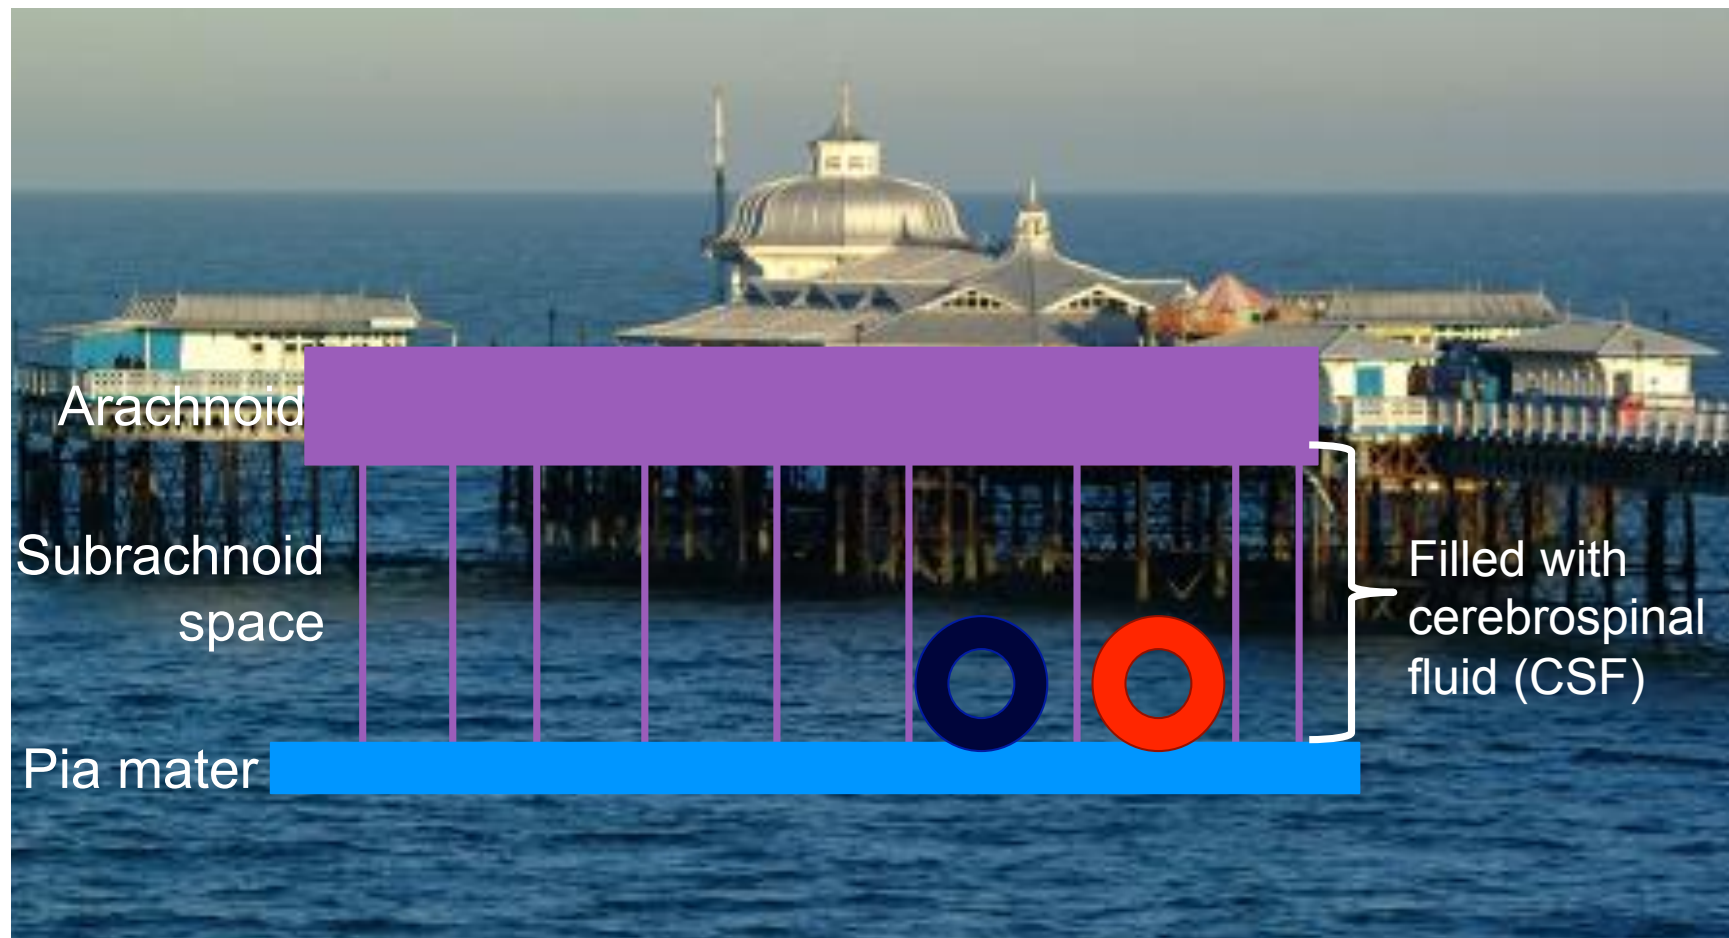 Arachnoid
Subrachnoid
space
Pia mater
Filled with
cerebrospinal
fluid (CSF)